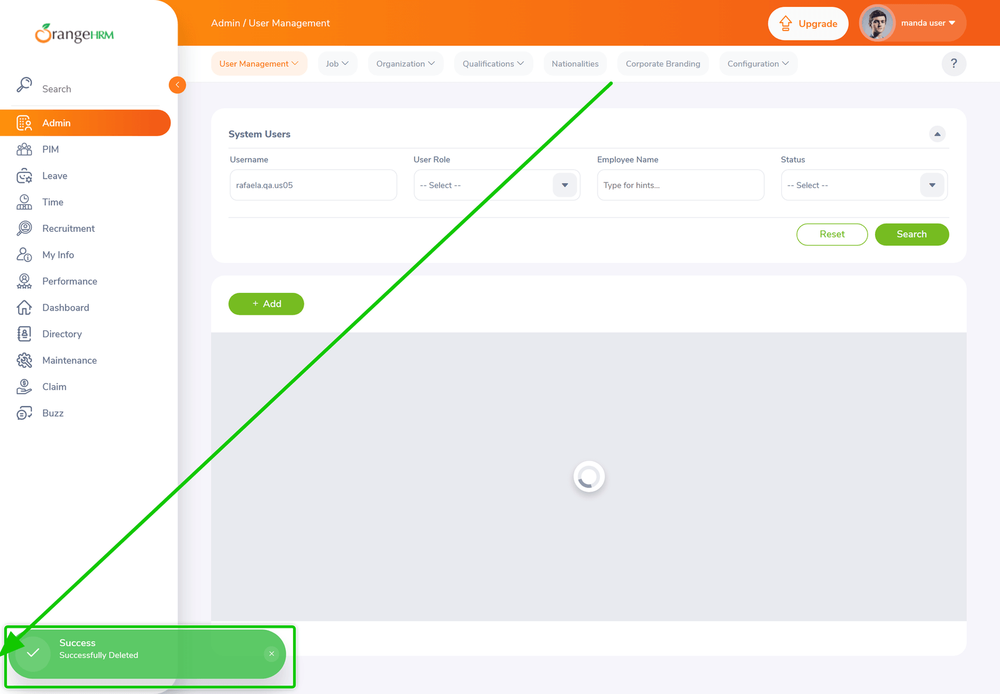 OrangeHRM
Admin / User Management
Upgrade
manda user
User Management
Job
Organization
Qualifications
Nationalities
Corporate Branding
Configuration
?
Search
Admin
PIM
Leave
Time
Recruitment
My Info
Performance
Dashboard
Directory
Maintenance
Claim
Buzz
System Users
Username
User Role
Employee Name
Status
rafaela.qa.us05
-- Select --
Type for hints...
-- Select --
Reset
Search
+ Add
Success
Successfully Deleted